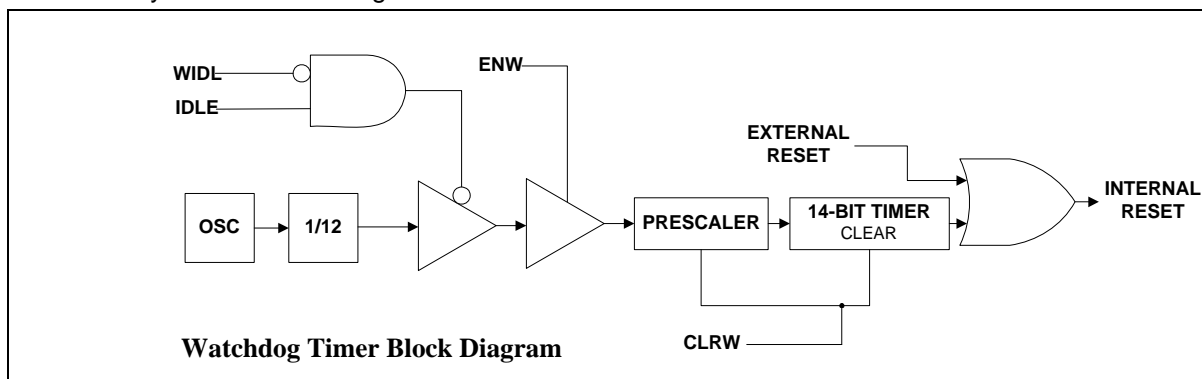 WIDL
IDLE
ENW
EXTERNAL
RESET
OSC
1/12
PRESCALER
14-BIT TIMER
CLEAR
INTERNAL
RESET
CLRW
Watchdog Timer Block Diagram